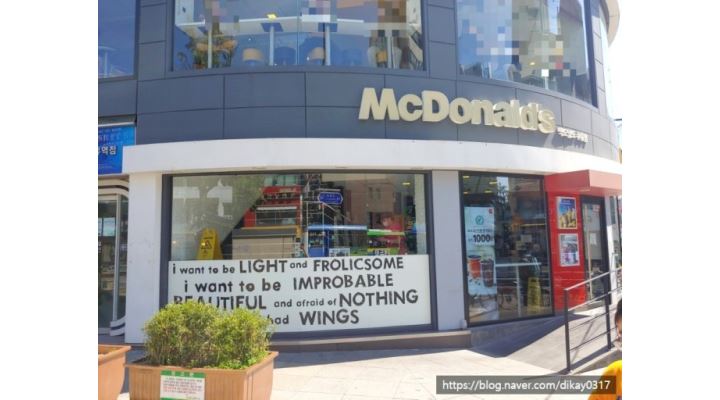 McDonald's
i want to be LIGHT and FROLICSOME
i want to be IMPROBABLE
BEAUTIFUL and afraid of NOTHING
had WINGS
1000
https://blog.naver.com/dikay0317